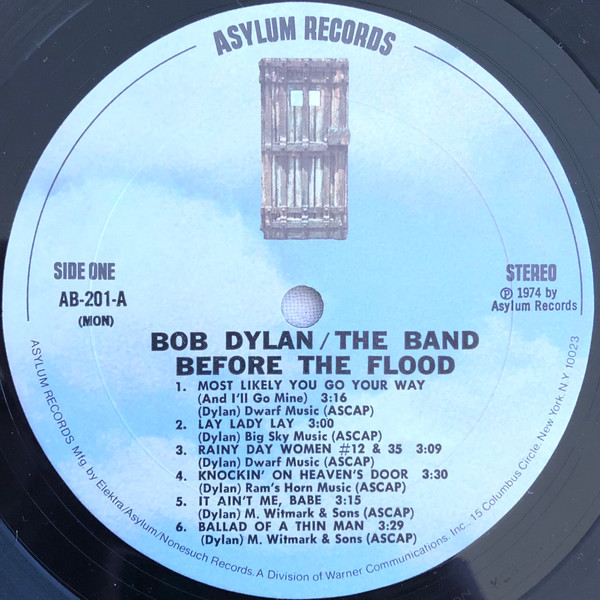 ASYLUM RECORDS
SIDE ONE
AB-201-A
(MON)
STEREO
Ⓟ 1974 by
Asylum Records
BOB DYLAN / THE BAND
BEFORE THE FLOOD
1. MOST LIKELY YOU GO YOUR WAY
(And I'll Go Mine) 3:16
(Dylan) Dwarf Music (ASCAP)
2. LAY LADY LAY 3:00
(Dylan) Big Sky Music (ASCAP)
3. RAINY DAY WOMEN #12 & 35 3:09
(Dylan) Dwarf Music (ASCAP)
4. KNOCKIN' ON HEAVEN'S DOOR 3:30
(Dylan) Ram's Horn Music (ASCAP)
5. IT AIN'T ME, BABE 3:15
(Dylan) M. Witmark & Sons (ASCAP)
6. BALLAD OF A THIN MAN 3:29
(Dylan) M. Witmark & Sons (ASCAP)
ASYLUM RECORDS. Mfg. by Elektra/Asylum/Nonesuch Records. A Division of Warner Communications, Inc., 15 Columbus Circle, New York, N.Y. 10023